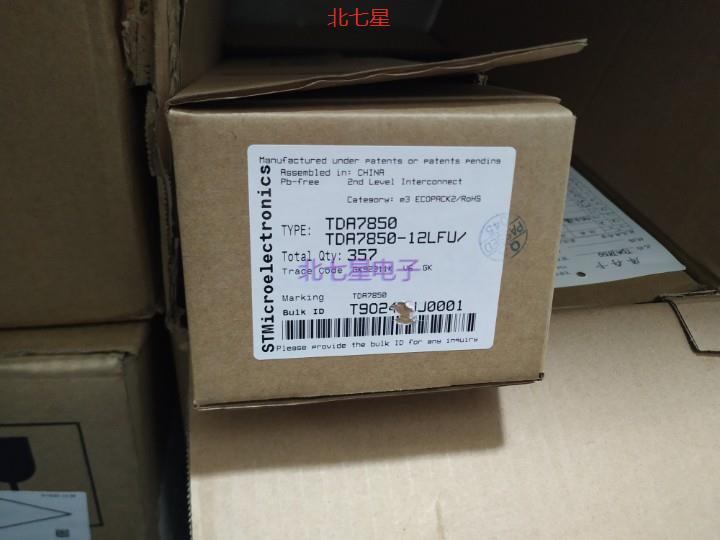 北七星
STMicroelectronics
Manufactured under patents or patents pending
Assembled in: CHINA
Pb-free 2nd Level Interconnect
Category: e3 ECOPACK2/RoHS
TYPE: TDA7850
TDA7850-12LFU/
Total Qty: 357
Trace Code GK
北七星电子
Marking TDA7850
Bulk ID
Please provide the bulk ID for any inquiry